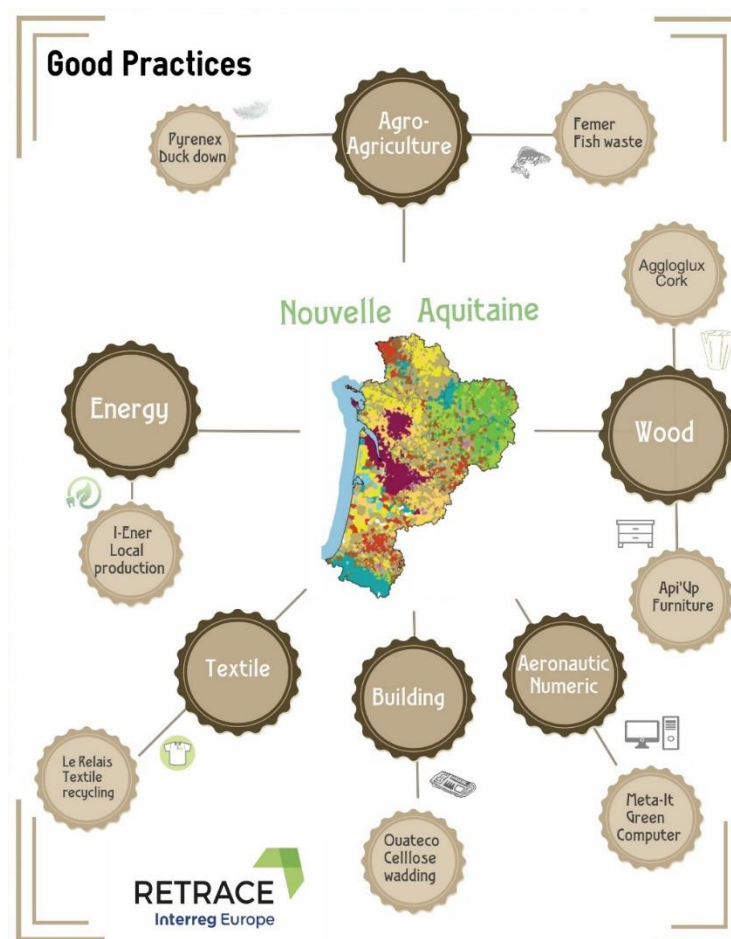 Good Practices
Pyrenex
Duck down
Agro-
Agriculture
Femer
Fish waste
Aggloglux
Cork
Nouvelle Aquitaine
Energy
Wood
I-Ener
Local
production
Api'Up
Furniture
Textile
Building
Aeronautic
Numeric
Le Relais
Textile
recycling
Ouateco
Celllose
wadding
Meta-It
Green
Computer
RETRACE
Interreg Europe